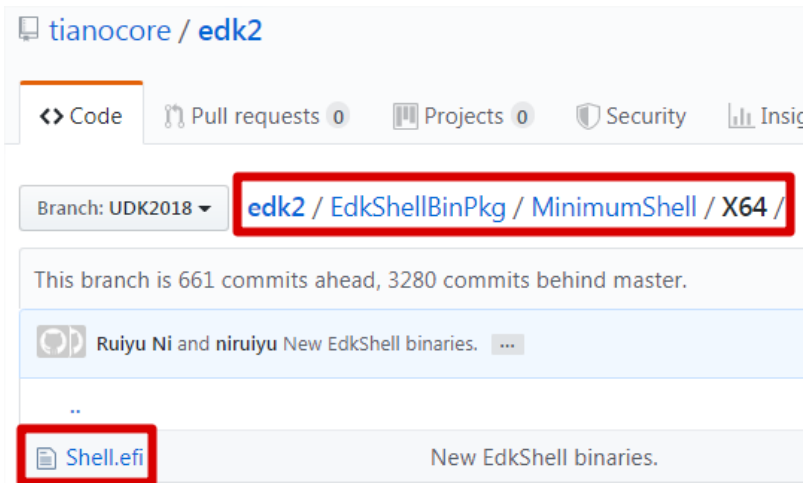 tianocore / edk2
Code Pull requests 0 Projects 0 Security Insig
Branch: UDK2018 edk2 / EdkShellBinPkg / MinimumShell / X64 /
This branch is 661 commits ahead, 3280 commits behind master.
Ruiyu Ni and niruiyu New EdkShell binaries. ...
..
Shell.efi New EdkShell binaries.